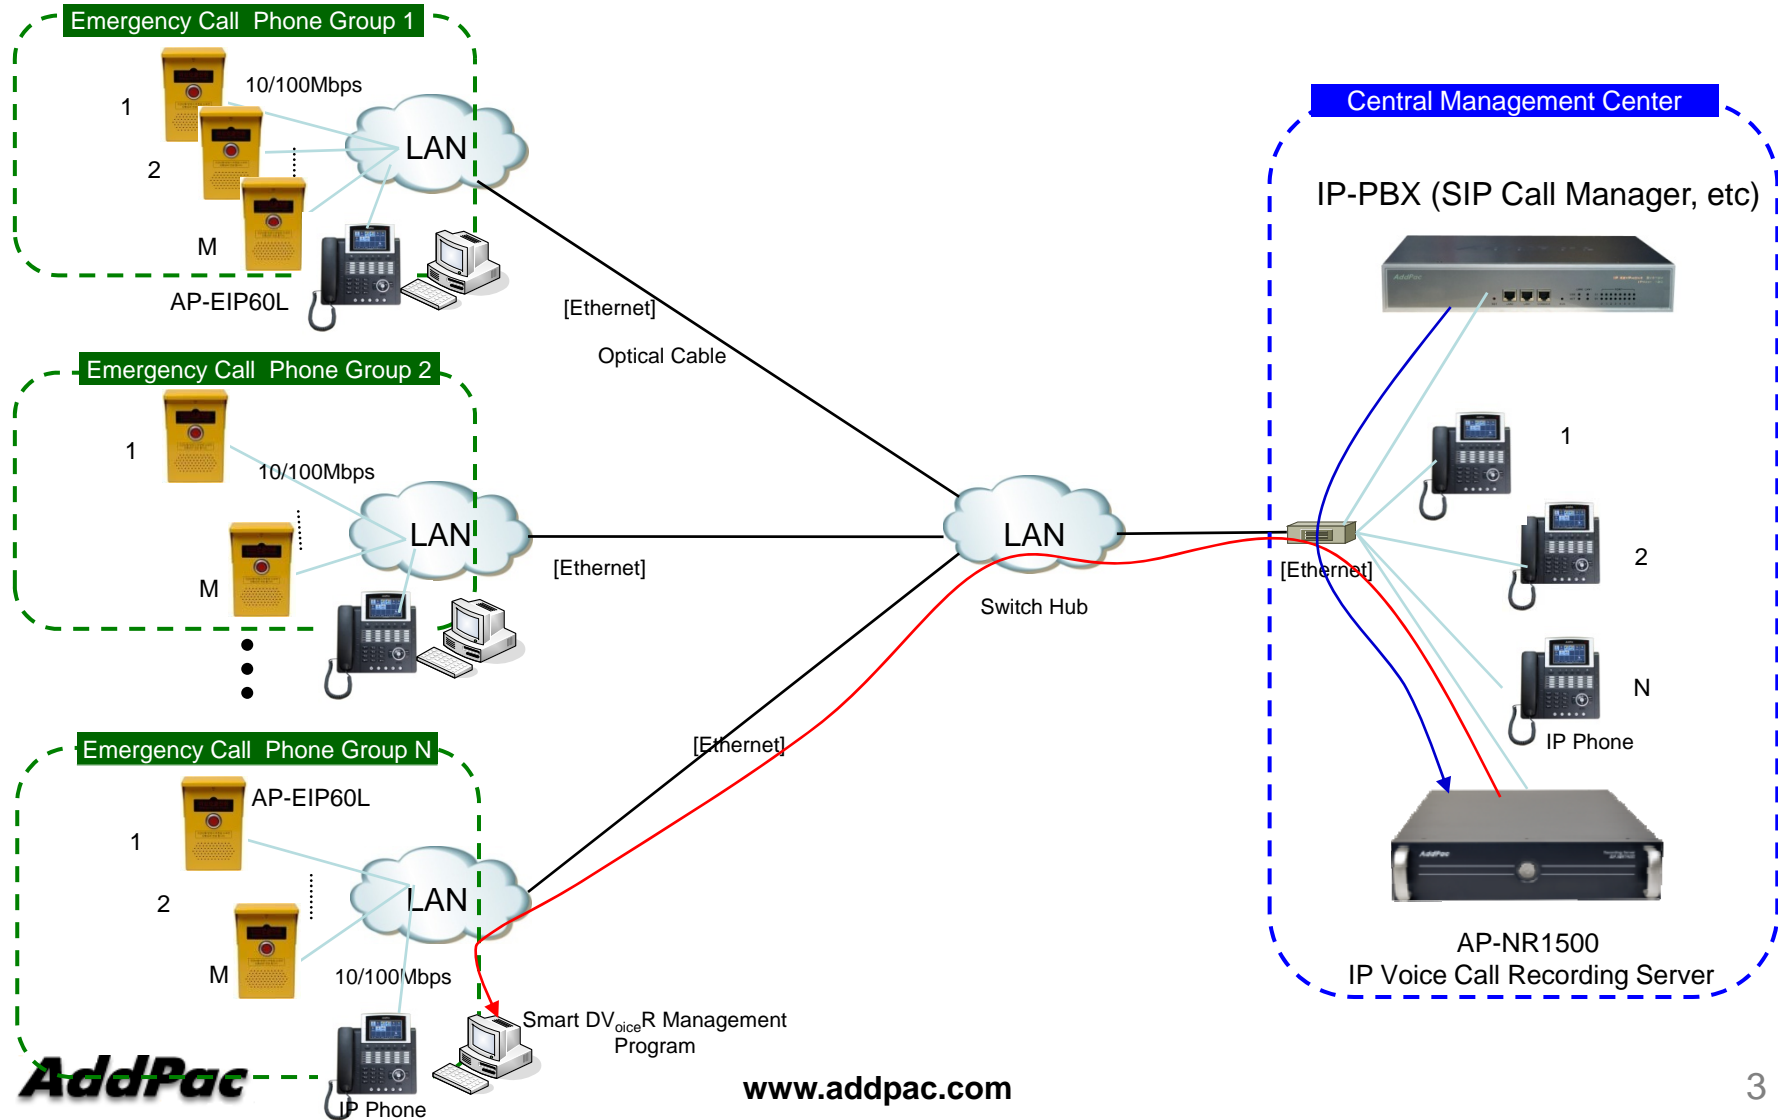 Emergency Call Phone Group 1
10/100Mbps
1
LAN
2
M
AP-EIP60L
[Ethernet]
Optical Cable
Emergency Call Phone Group 2
1
10/100Mbps
LAN
M
[Ethernet]
Emergency Call Phone Group N
AP-EIP60L
1
LAN
2
M
10/100Mbps
IP Phone
[Ethernet]
Smart DVoiceR Management
Program
LAN
Switch Hub
Central Management Center
IP-PBX (SIP Call Manager, etc)
AddPac
1
2
[Ethernet]
N
IP Phone
AddPac
AP-NR1500
IP Voice Call Recording Server
AddPac
www.addpac.com
3